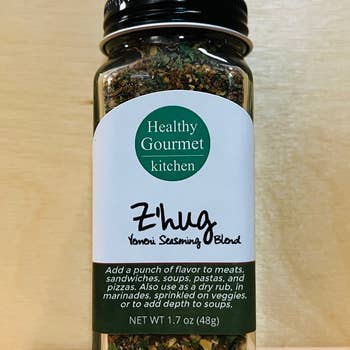 Healthy
Gourmet
kitchen
Z'hug
Yemeni Seasoning Blend
Add a punch of flavor to meats.
sandwiches, soups, pastas, and
pizzas. Also use as a dry rub, in
marinades, sprinkled on veggies.
or to add depth to soups.
NET WT 1.7 oz (48g)